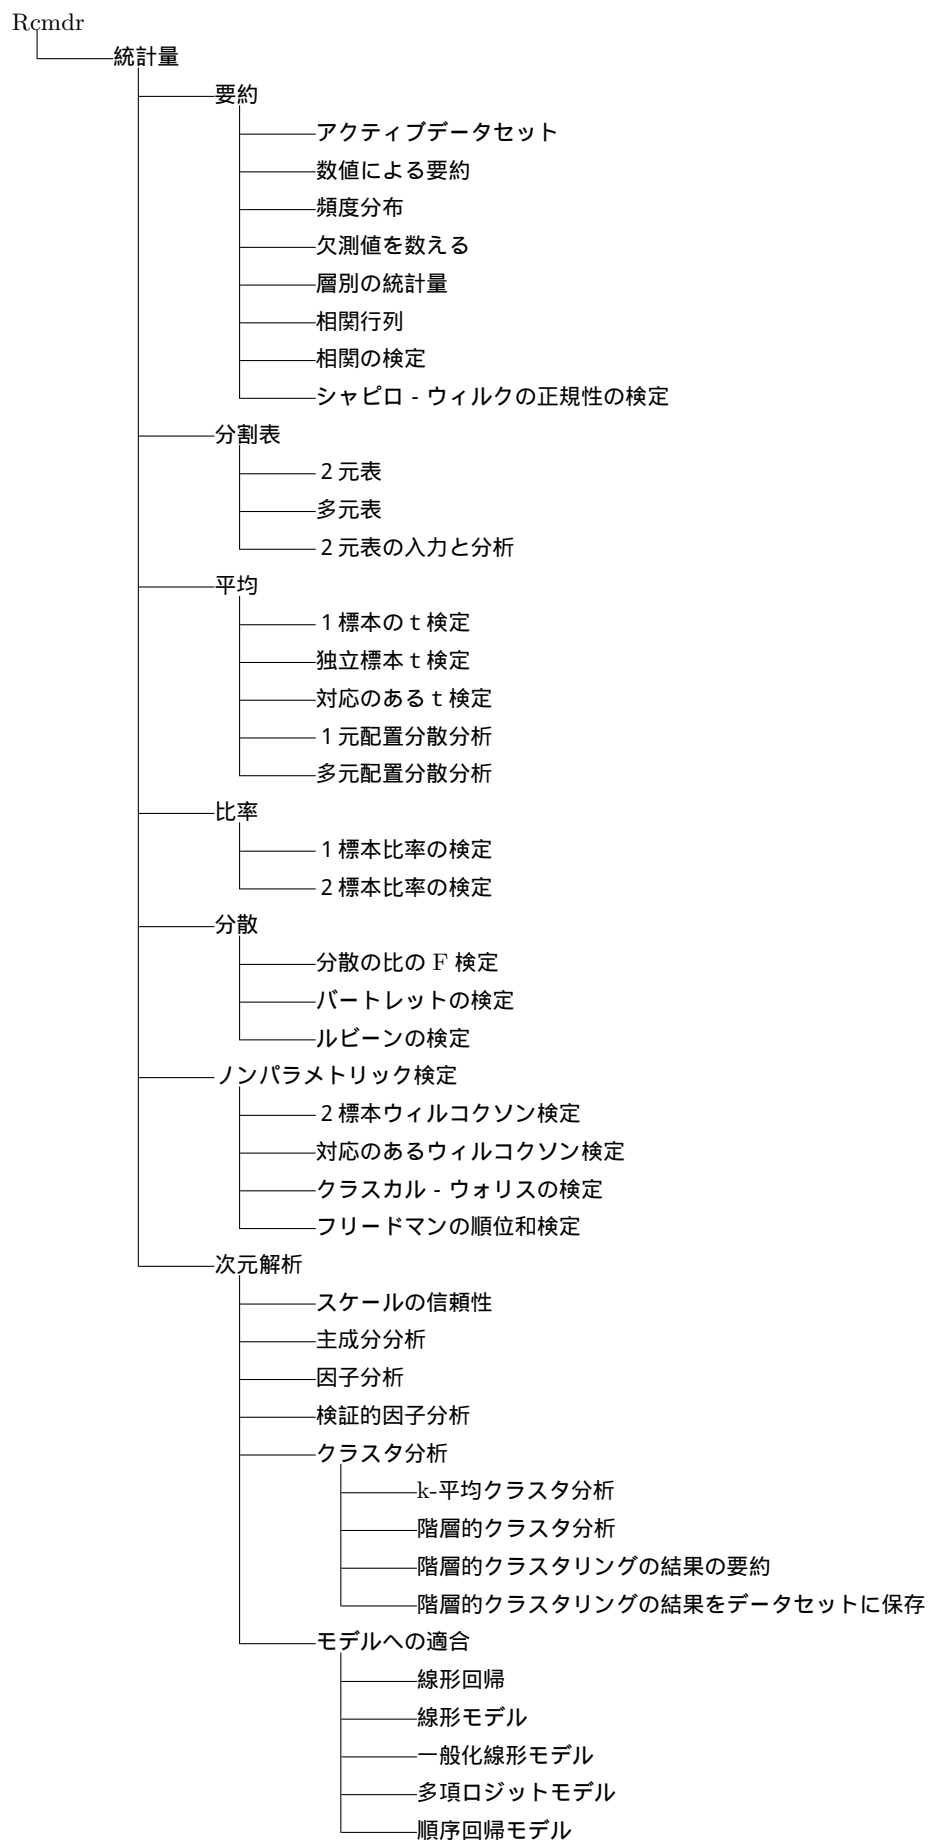 Rcmdr
統計量
要約
アクティブデータセット
数値による要約
頻度分布
欠測値を数える
層別の統計量
相関行列
相関の検定
シャピロ - ウィルクの正規性の検定
分割表
２元表
多元表
２元表の入力と分析
平均
１標本の t 検定
独立標本 t 検定
対応のある t 検定
１元配置分散分析
多元配置分散分析
比率
１標本比率の検定
２標本比率の検定
分散
分散の比の F 検定
バートレットの検定
ルビーンの検定
ノンパラメトリック検定
２標本ウィルコクソン検定
対応のあるウィルコクソン検定
クラスカル - ウォリスの検定
フリードマンの順位和検定
次元解析
スケールの信頼性
主成分分析
因子分析
検証的因子分析
クラスタ分析
k-平均クラスタ分析
階層的クラスタ分析
階層的クラスタリングの結果の要約
階層的クラスタリングの結果をデータセットに保存
モデルへの適合
線形回帰
線形モデル
一般化線形モデル
多項ロジットモデル
順序回帰モデル